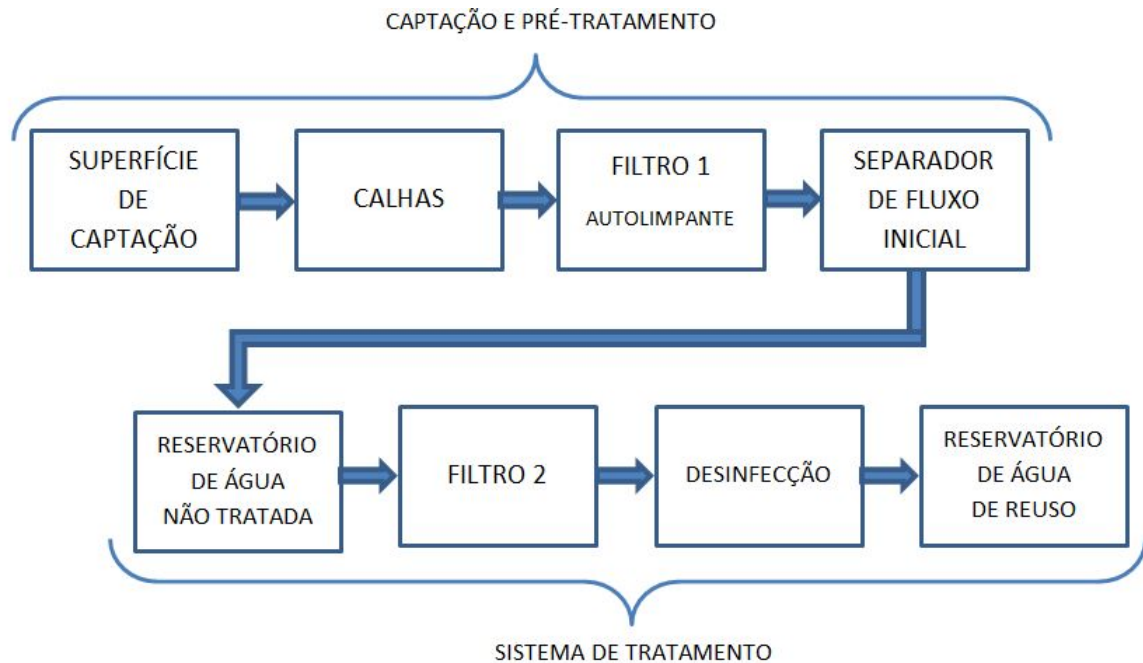 CAPTAÇÃO E PRÉ-TRATAMENTO
SUPERFÍCIE
DE
CAPTAÇÃO
CALHAS
FILTRO 1
AUTOLIMPANTE
SEPARADOR
DE FLUXO
INICIAL
RESERVATÓRIO
DE ÁGUA
NÃO TRATADA
FILTRO 2
DESINFECÇÃO
RESERVATÓRIO
DE ÁGUA
DE REUSO
SISTEMA DE TRATAMENTO